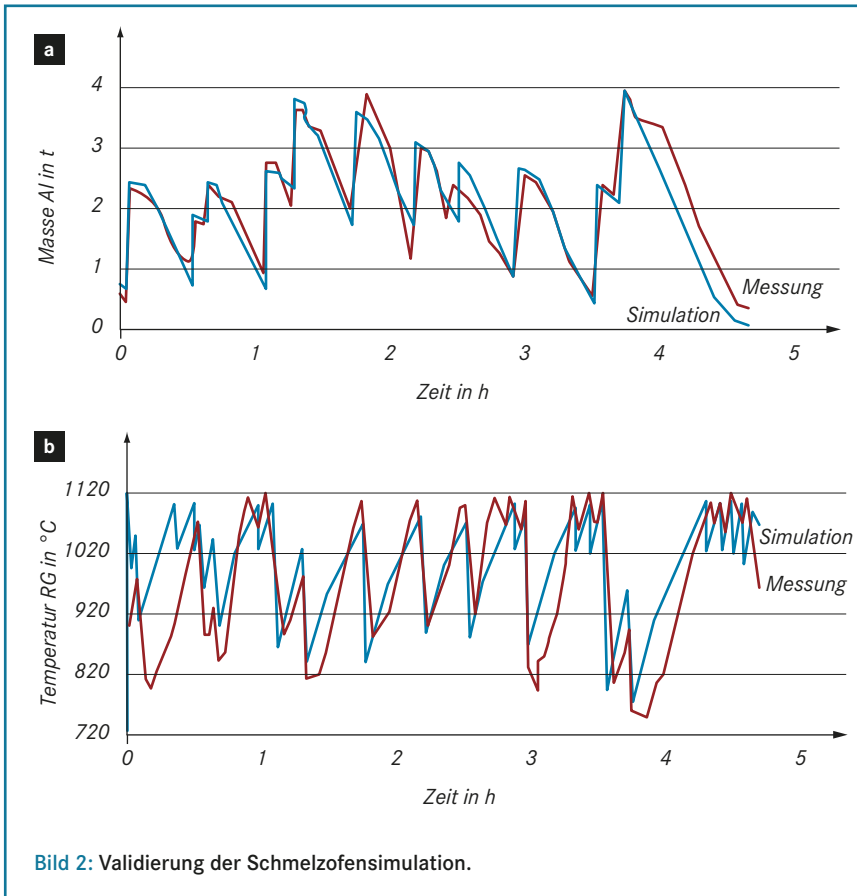 a
Masse Al in t
4
3
2
1
0
Messung
Simulation
0 1 2 3 4 5
Zeit in h
b
Temperatur RG in °C
1120
1020
920
820
720
Simulation
Messung
0 1 2 3 4 5
Zeit in h
Bild 2: Validierung der Schmelzofensimulation.